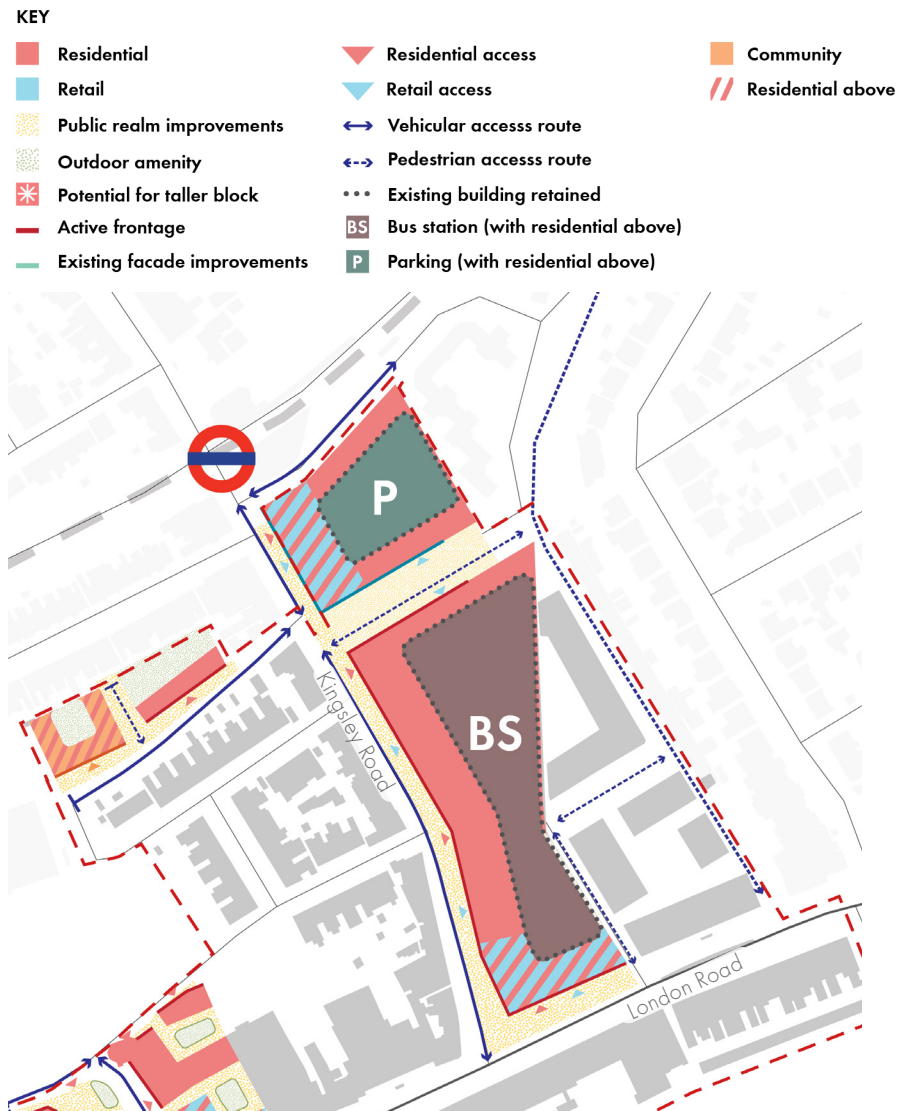 KEY
Residential
Retail
Public realm improvements
Outdoor amenity
Potential for taller block
Active frontage
Existing facade improvements
Residential access
Retail access
Vehicular accesss route
Pedestrian accesss route
Existing building retained
BS Bus station (with residential above)
P Parking (with residential above)
Community
Residential above
P
Kingsley Road
BS
London Road